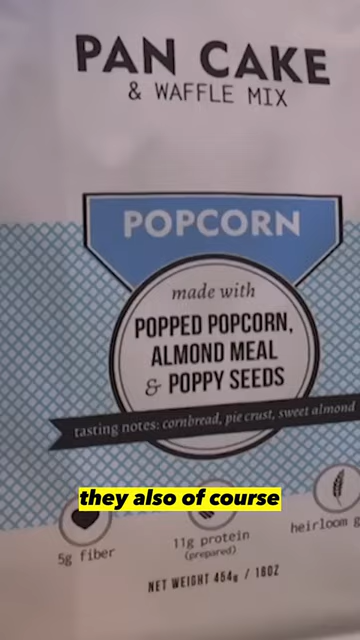 PAN CAKE
& WAFFLE MIX
POPCORN
made with
POPPED POPCORN,
ALMOND MEAL
& POPPY SEEDS
tasting notes: cornbread, pie crust, sweet almond
they also of course
5g fiber
11g protein
(prepared)
heirloom g
NET WEIGHT 454g / 16OZ